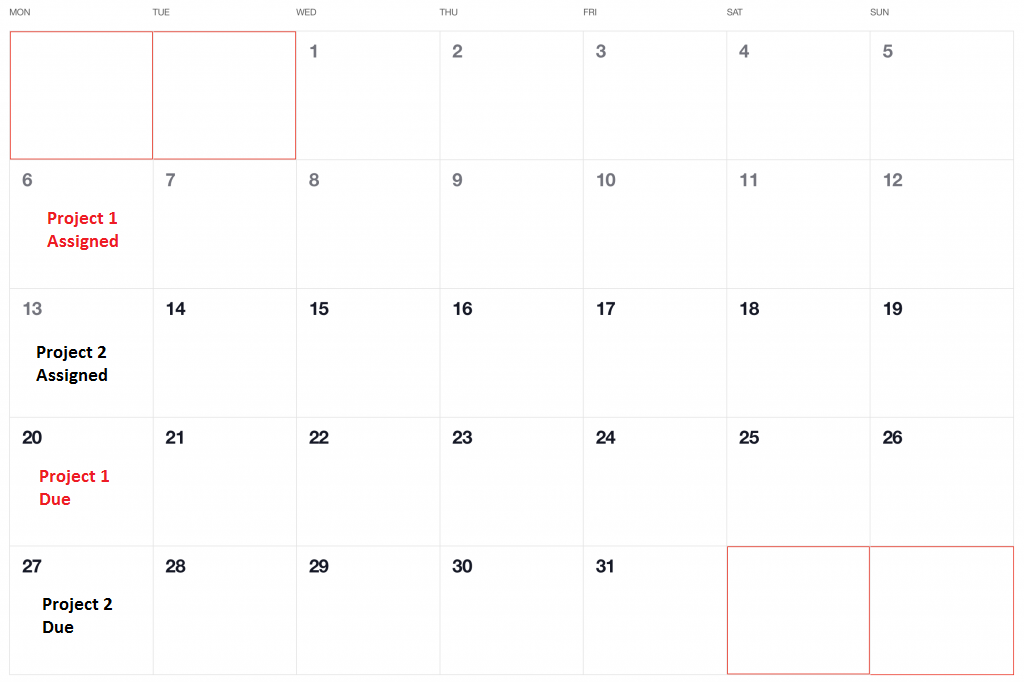 MON TUE WED THU FRI SAT SUN
1 2 3 4 5
6 7 8 9 10 11 12
Project 1
Assigned
13 14 15 16 17 18 19
Project 2
Assigned
20 21 22 23 24 25 26
Project 1
Due
27 28 29 30 31
Project 2
Due